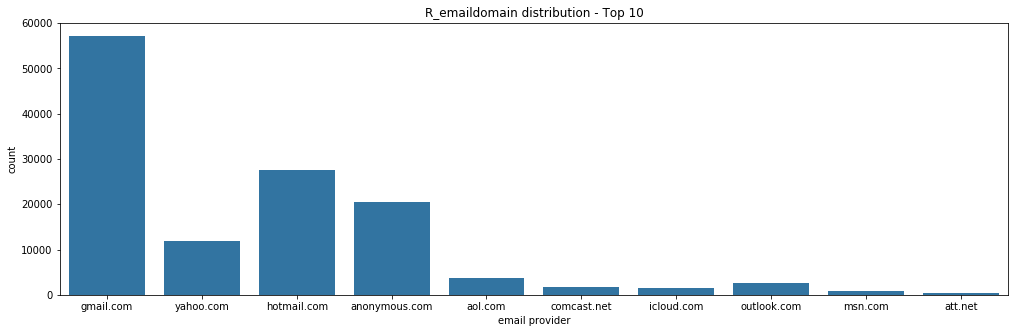 R_emaildomain distribution - Top 10
count
60000
50000
40000
30000
20000
10000
0
gmail.com yahoo.com hotmail.com anonymous.com aol.com comcast.net icloud.com outlook.com msn.com att.net
email provider